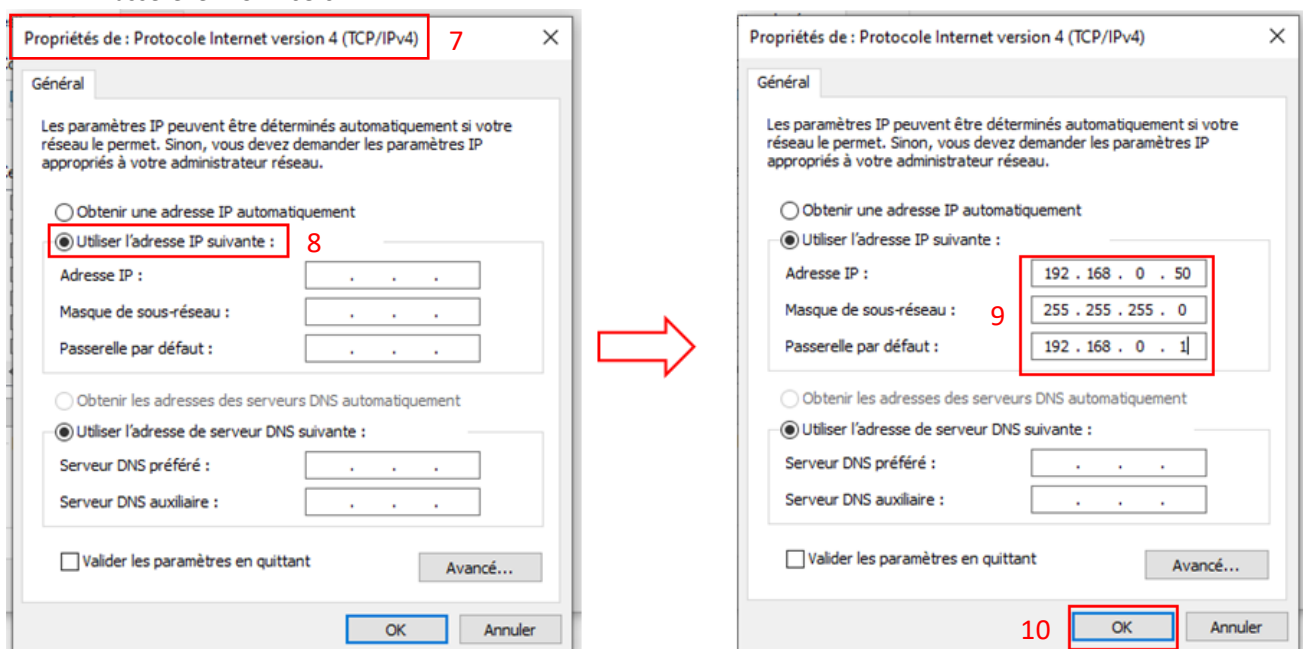 Propriétés de : Protocole Internet version 4 (TCP/IPv4)
7
Général
Les paramètres IP peuvent être déterminés automatiquement si votre
réseau le permet. Sinon, vous devez demander les paramètres IP
appropriés à votre administrateur réseau.
Obtenir une adresse IP automatiquement
Utiliser l'adresse IP suivante :
8
Adresse IP : . . .
Masque de sous-réseau : . . .
Passerelle par défaut : . . .
Obtenir les adresses des serveurs DNS automatiquement
Utiliser l'adresse de serveur DNS suivante :
Serveur DNS préféré : . . .
Serveur DNS auxiliaire : . . .
Valider les paramètres en quittant
Avancé...
OK
Annuler
Propriétés de : Protocole Internet version 4 (TCP/IPv4)
Général
Les paramètres IP peuvent être déterminés automatiquement si votre
réseau le permet. Sinon, vous devez demander les paramètres IP
appropriés à votre administrateur réseau.
Obtenir une adresse IP automatiquement
Utiliser l'adresse IP suivante :
Adresse IP : 192 . 168 . 0 . 50
Masque de sous-réseau : 255 . 255 . 255 . 0
9
Passerelle par défaut : 192 . 168 . 0 . 1
Obtenir les adresses des serveurs DNS automatiquement
Utiliser l'adresse de serveur DNS suivante :
Serveur DNS préféré : . . .
Serveur DNS auxiliaire : . . .
Valider les paramètres en quittant
Avancé...
10
OK
Annuler